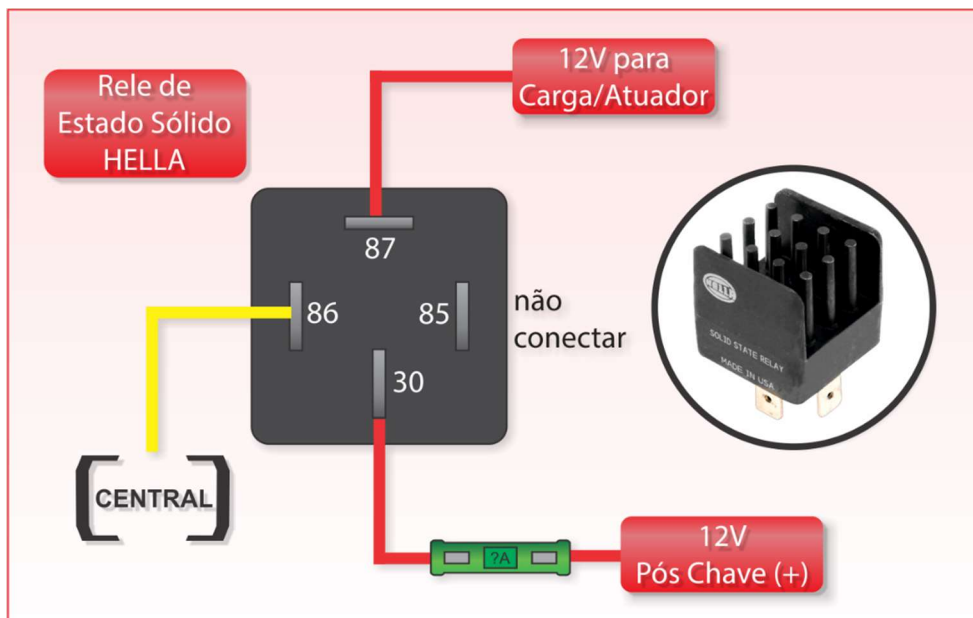 Rele de
Estado Sólido
HELLA
12V para
Carga/Atuador
87
86
85
não
conectar
30
HELLA
SOLID STATE RELAY
MADE IN USA
CENTRAL
?A
12V
Pós Chave (+)